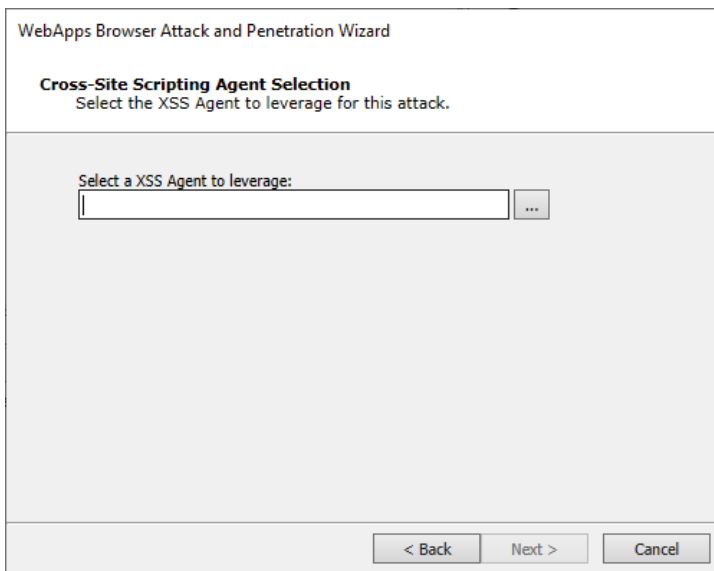 WebApps Browser Attack and Penetration Wizard
Cross-Site Scripting Agent Selection
Select the XSS Agent to leverage for this attack.
Select a XSS Agent to leverage:
...
< Back Next > Cancel